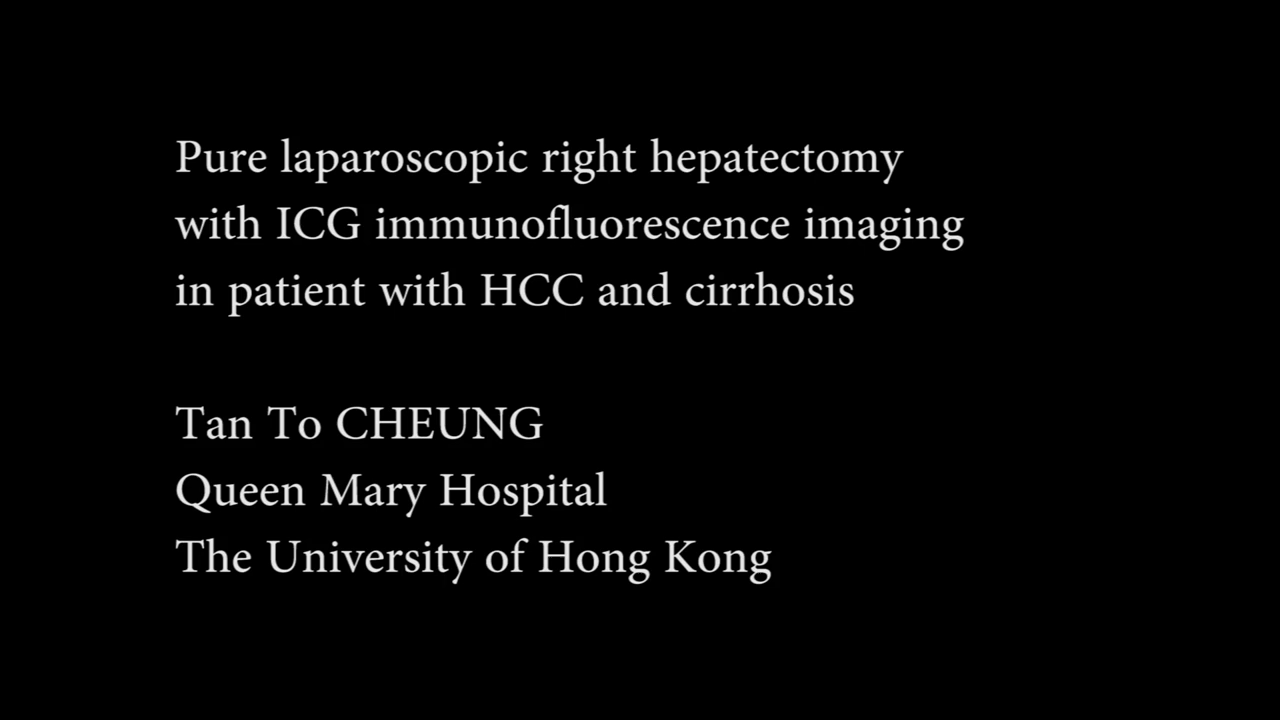 Pure laparoscopic right hepatectomy
with ICG immunofluorescence imaging
in patient with HCC and cirrhosis
Tan To CHEUNG
Queen Mary Hospital
The University of Hong Kong